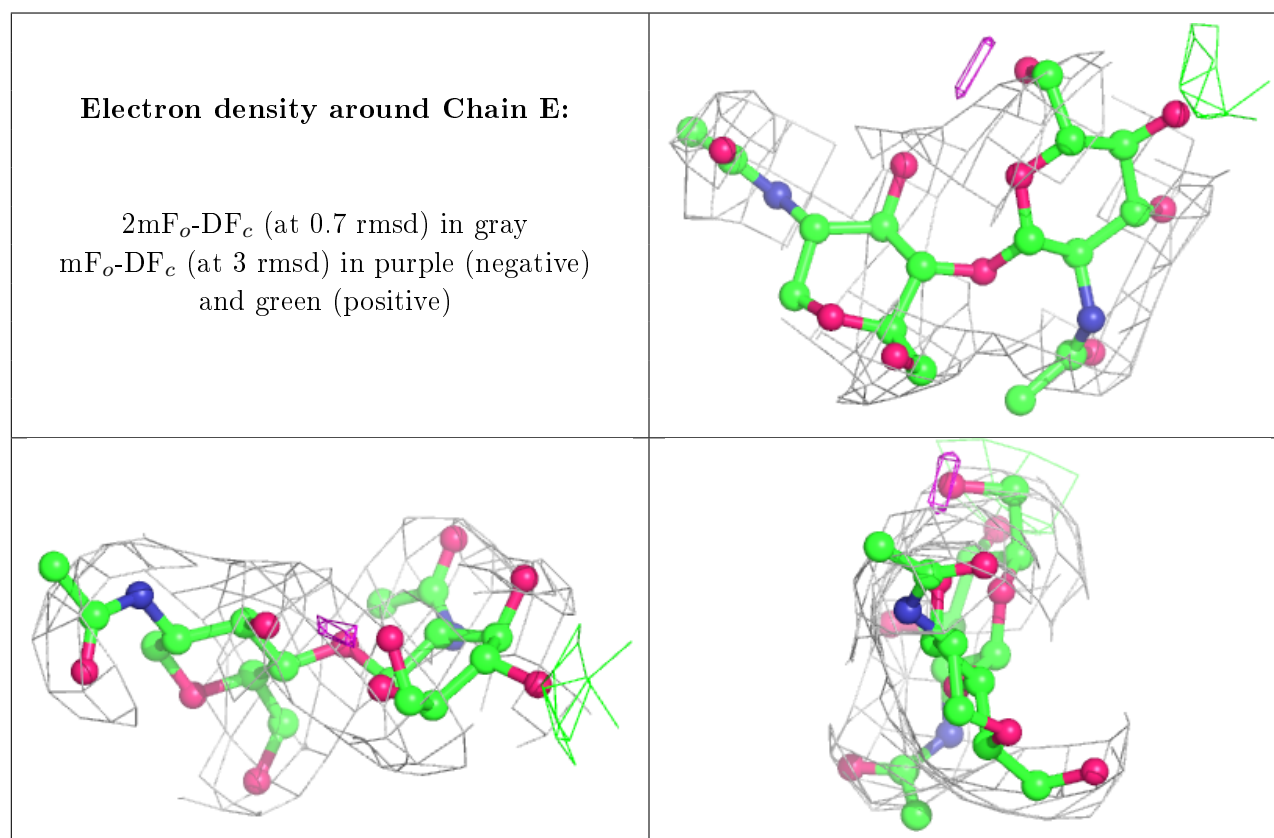 Electron density around Chain E:
2mFₒ-DF𝒸 (at 0.7 rmsd) in gray
mFₒ-DF𝒸 (at 3 rmsd) in purple (negative)
and green (positive)